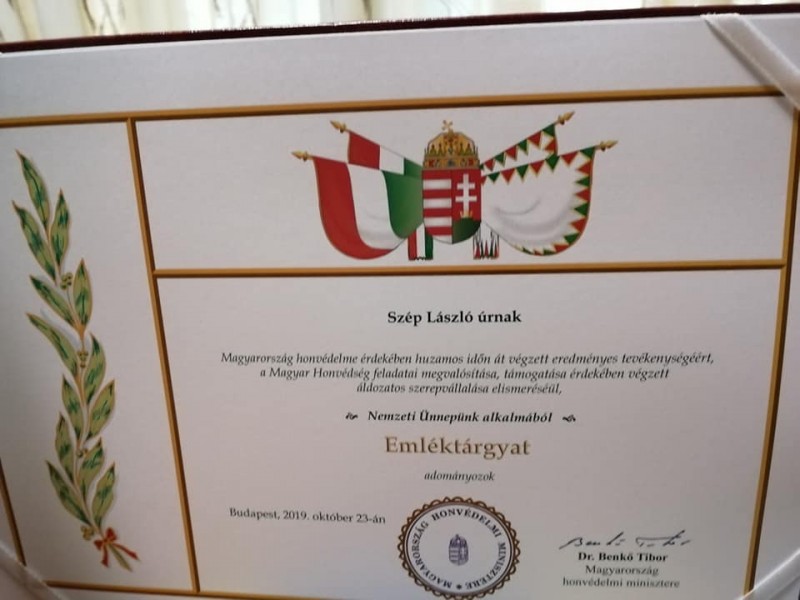 Szép László úrnak
Magyarország honvédelme érdekében huzamos időn át végzett eredményes tevékenységéért,
a Magyar Honvédség feladatai megvalósítása, támogatása érdekében végzett
áldozatos szerepvállalása elismeréséül,
Nemzeti Ünnepünk alkalmából
Emléktárgyat
adományozok
Budapest, 2019. október 23-án
MAGYARORSZÁG HONVÉDELMI MINISZTERE
Benkő Tibor
Dr. Benkő Tibor
Magyarország
honvédelmi minisztere